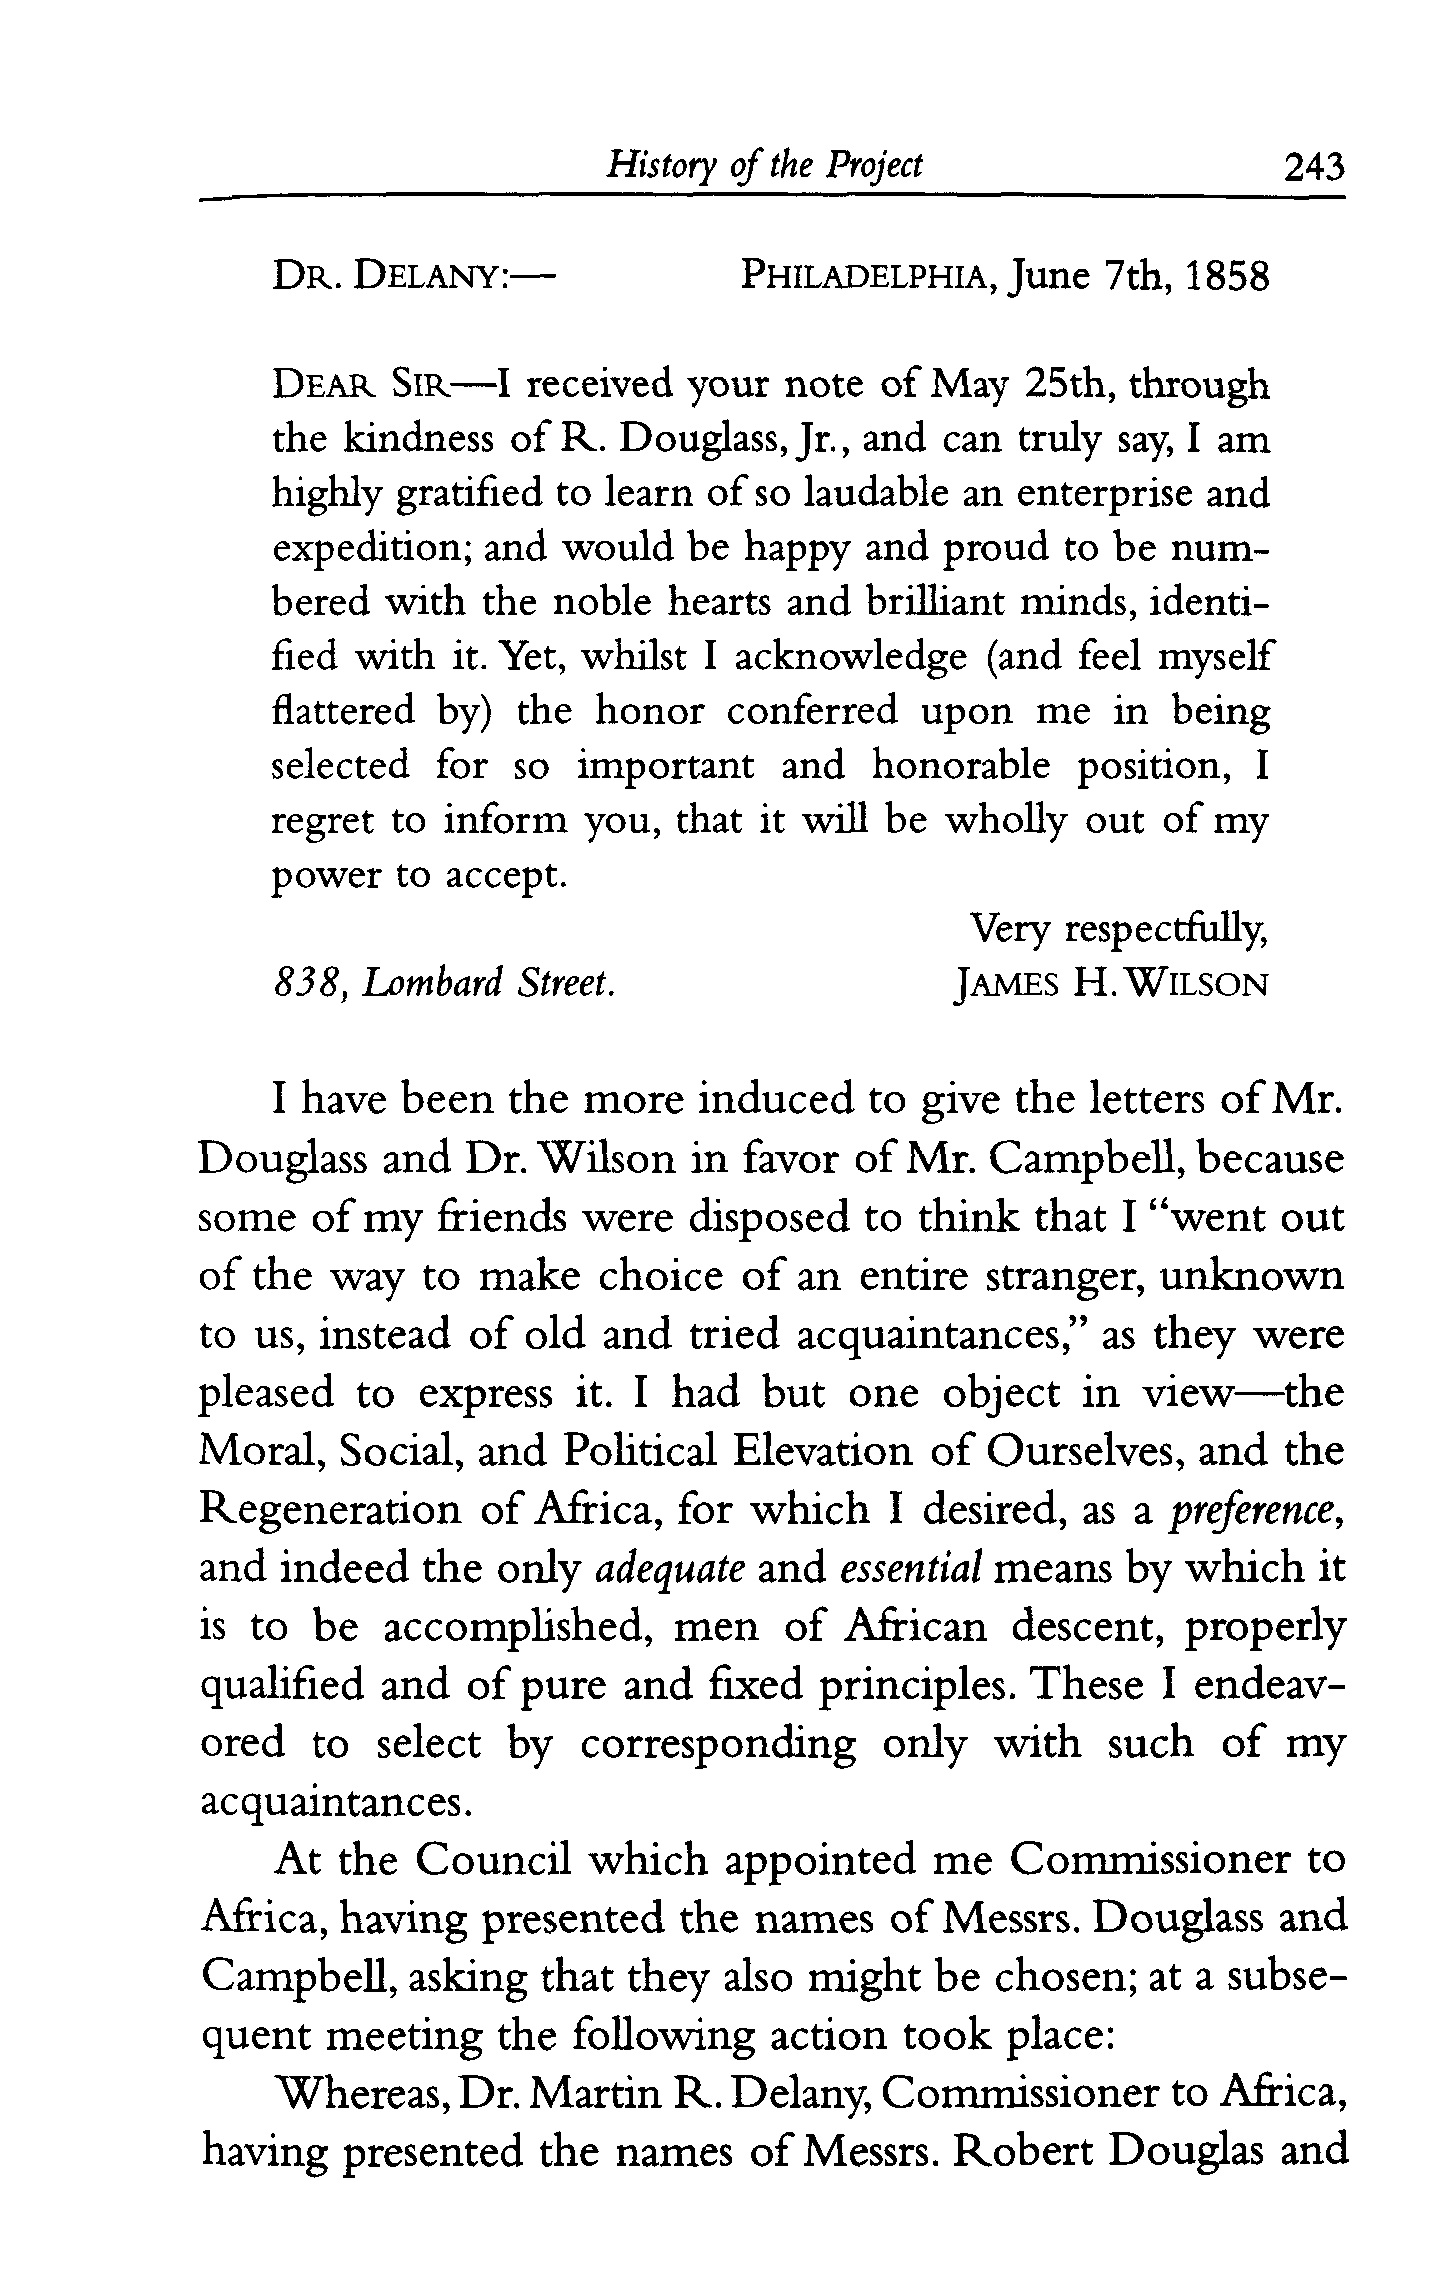 History of the Project 243
DR. DELANY:— PHILADELPHIA, June 7th, 1858
DEAR SIR—I received your note of May 25th, through
the kindness of R. Douglass, Jr., and can truly say, I am
highly gratified to learn of so laudable an enterprise and
expedition; and would be happy and proud to be num-
bered with the noble hearts and brilliant minds, identi-
fied with it. Yet, whilst I acknowledge (and feel myself
flattered by) the honor conferred upon me in being
selected for so important and honorable position, I
regret to inform you, that it will be wholly out of my
power to accept.
Very respectfully,
838, Lombard Street. JAMES H. WILSON
I have been the more induced to give the letters of Mr.
Douglass and Dr. Wilson in favor of Mr. Campbell, because
some of my friends were disposed to think that I “went out
of the way to make choice of an entire stranger, unknown
to us, instead of old and tried acquaintances,” as they were
pleased to express it. I had but one object in view—the
Moral, Social, and Political Elevation of Ourselves, and the
Regeneration of Africa, for which I desired, as a preference,
and indeed the only adequate and essential means by which it
is to be accomplished, men of African descent, properly
qualified and of pure and fixed principles. These I endeav-
ored to select by corresponding only with such of my
acquaintances.
At the Council which appointed me Commissioner to
Africa, having presented the names of Messrs. Douglass and
Campbell, asking that they also might be chosen; at a subse-
quent meeting the following action took place:
Whereas, Dr. Martin R. Delany, Commissioner to Africa,
having presented the names of Messrs. Robert Douglas and